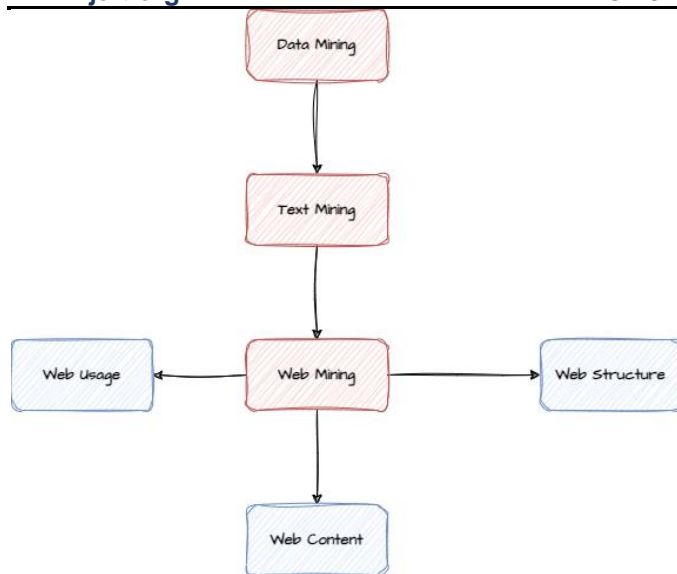 Data Mining
Text Mining
Web Usage
Web Mining
Web Structure
Web Content